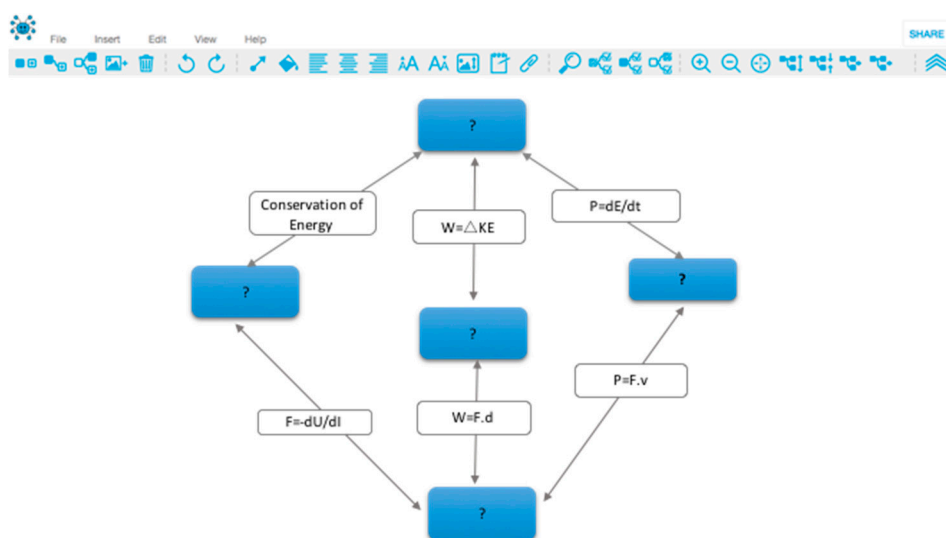 File Insert Edit View Help
SHARE
?
Conservation of
Energy
W=△KE
P=dE/dt
?
?
?
P=F.v
F=-dU/dl
W=F.d
?